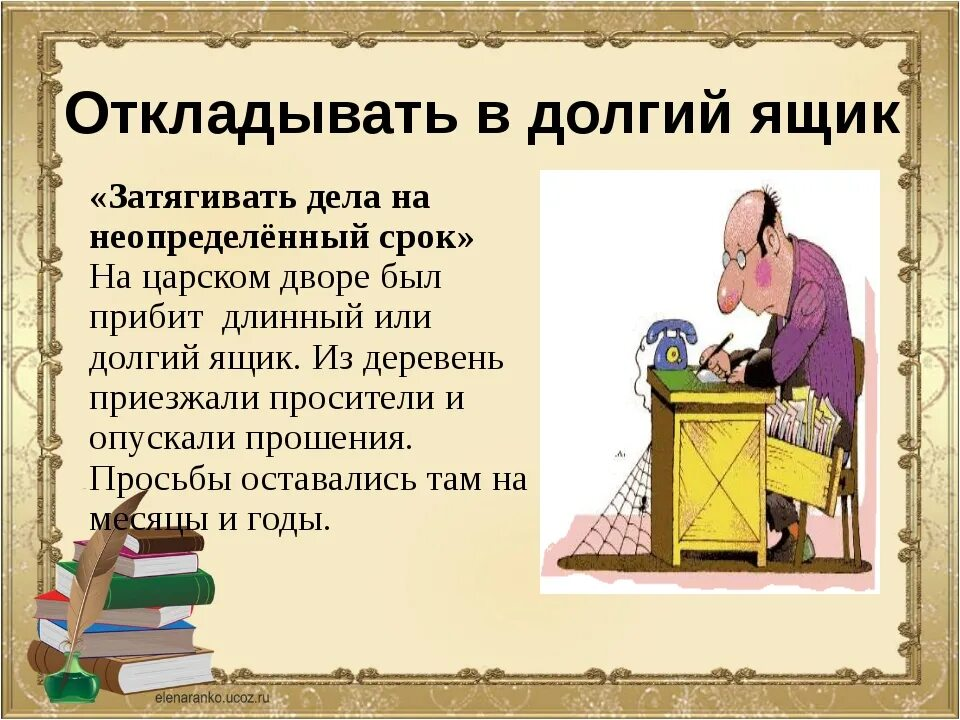 Откладывать в долгий ящик
«Затягивать дела на
неопределённый срок»
На царском дворе был
прибит длинный или
долгий ящик. Из деревень
приезжали просители и
опускали прошения.
Просьбы оставались там на
месяцы и годы.
elenaranko.ucoz.ru